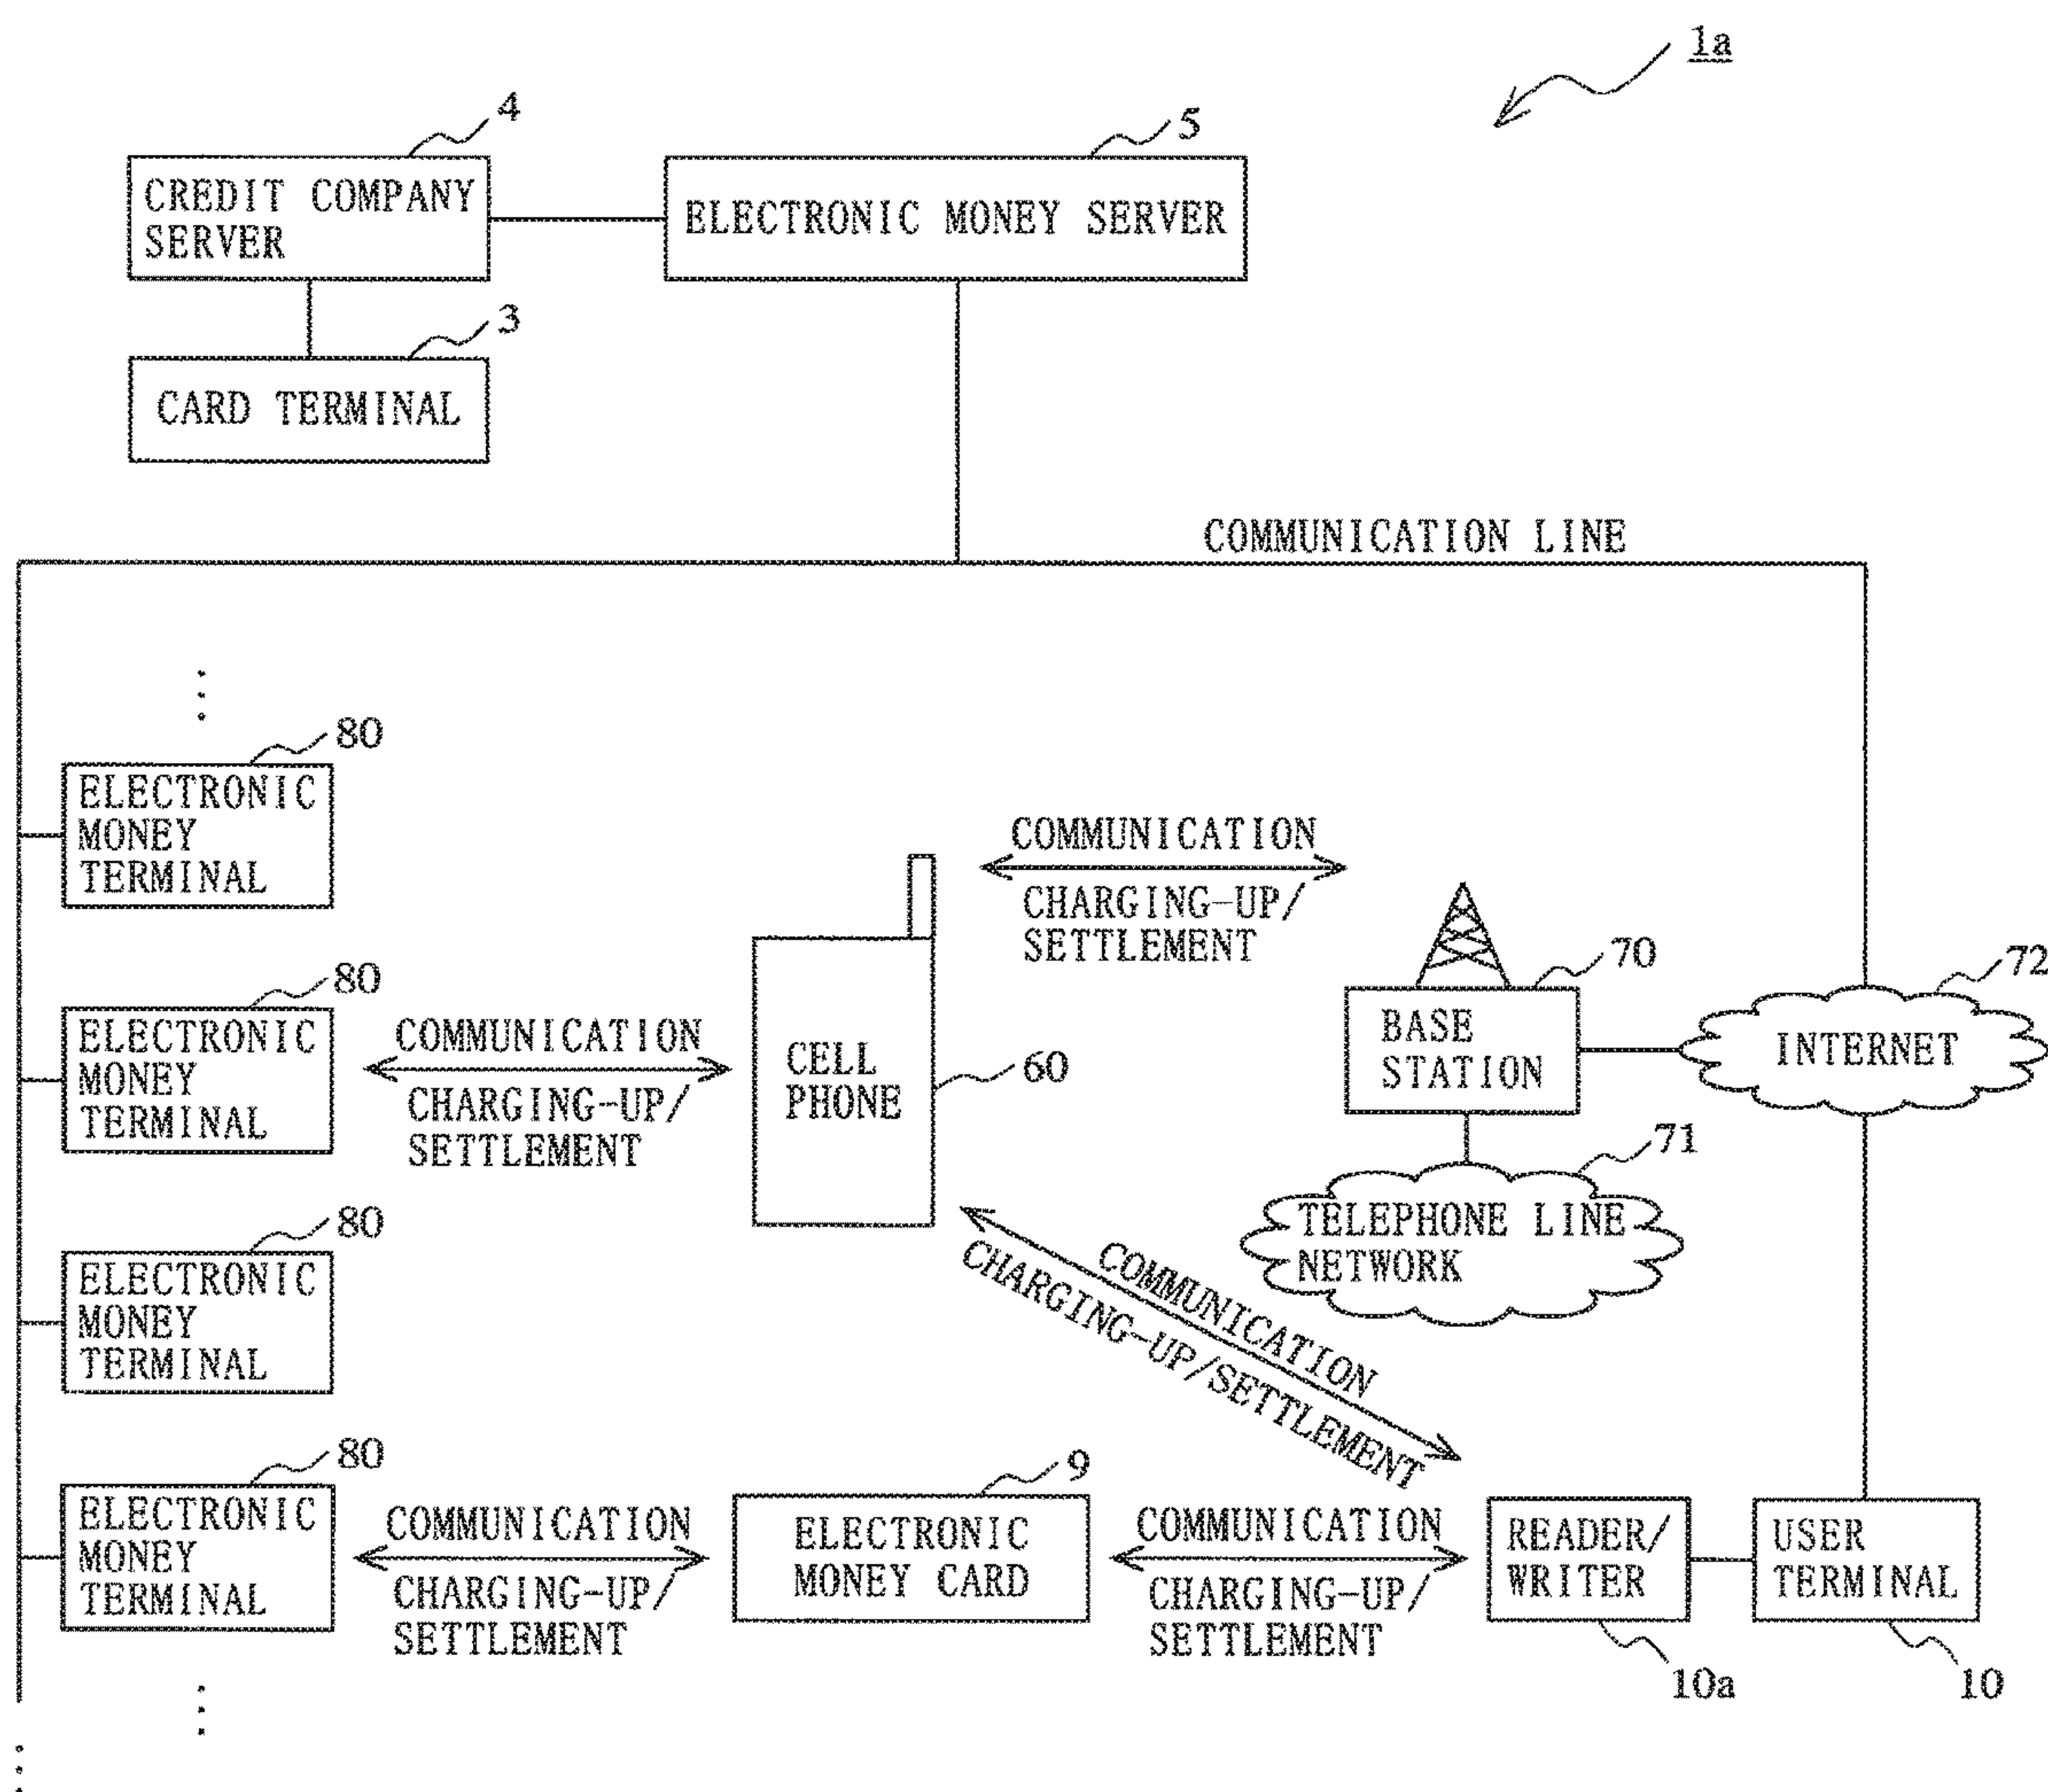 1a
4
CREDIT COMPANY
SERVER
5
ELECTRONIC MONEY SERVER
3
CARD TERMINAL
COMMUNICATION LINE
80
ELECTRONIC
MONEY
TERMINAL
COMMUNICATION
CHARGING-UP/
SETTLEMENT
80
ELECTRONIC
MONEY
TERMINAL
COMMUNICATION
CHARGING-UP/
SETTLEMENT
CELL
PHONE
60
70
BASE
STATION
72
INTERNET
71
TELEPHONE LINE
NETWORK
80
ELECTRONIC
MONEY
TERMINAL
COMMUNICATION
CHARGING-UP/SETTLEMENT
80
ELECTRONIC
MONEY
TERMINAL
COMMUNICATION
CHARGING-UP/
SETTLEMENT
9
ELECTRONIC
MONEY CARD
COMMUNICATION
CHARGING-UP/
SETTLEMENT
READER/
WRITER
10a
USER
TERMINAL
10